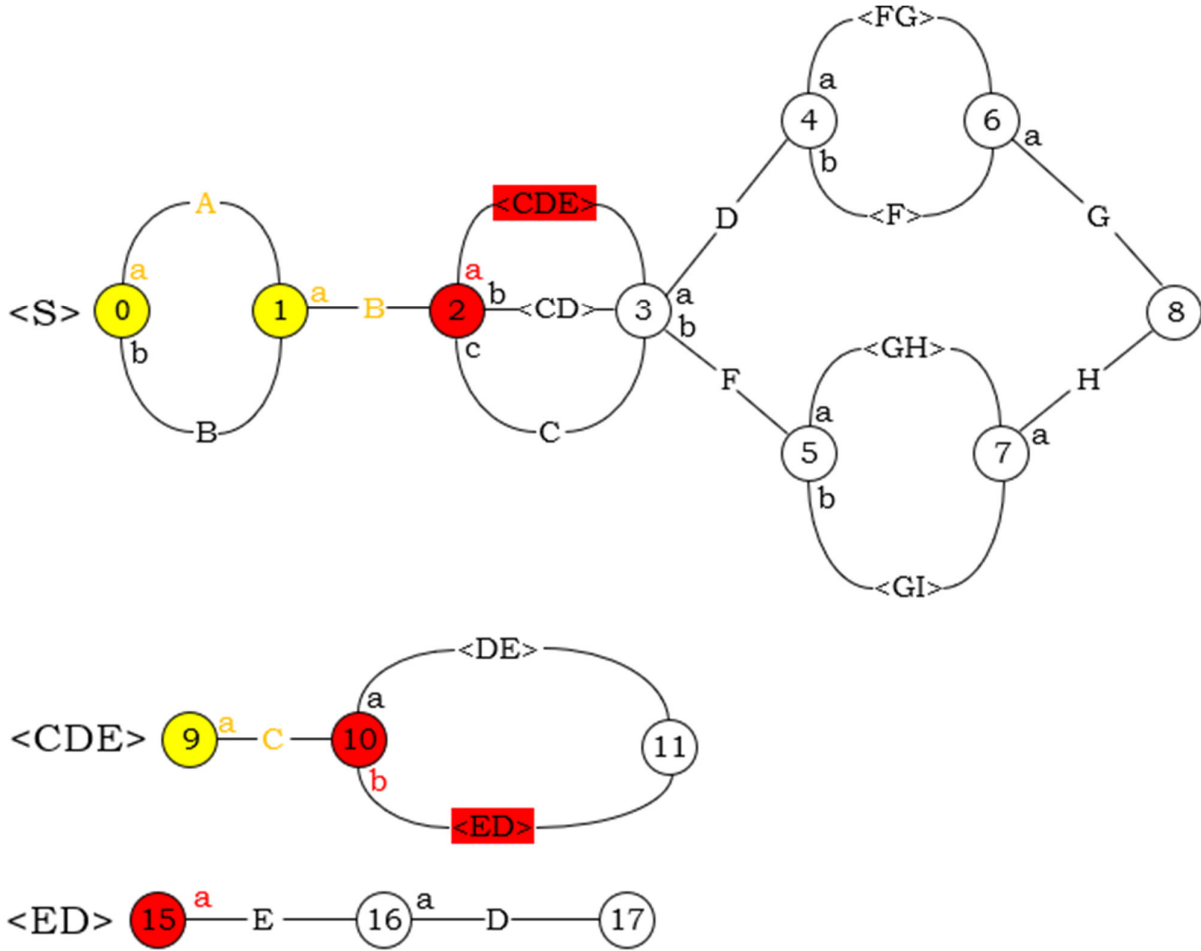 <FG>
a
4
6
a
b
<F>
D
G
A
<CDE>
a
a
b
<S> 0 1 a B 2 <CD> 3 a 8
b
c
b
<GH>
B
C
F
H
a
5
7
a
b
<GI>
<DE>
a
<CDE> 9 a C 10 11
b
<ED>
<ED> 15 a E 16 a D 17